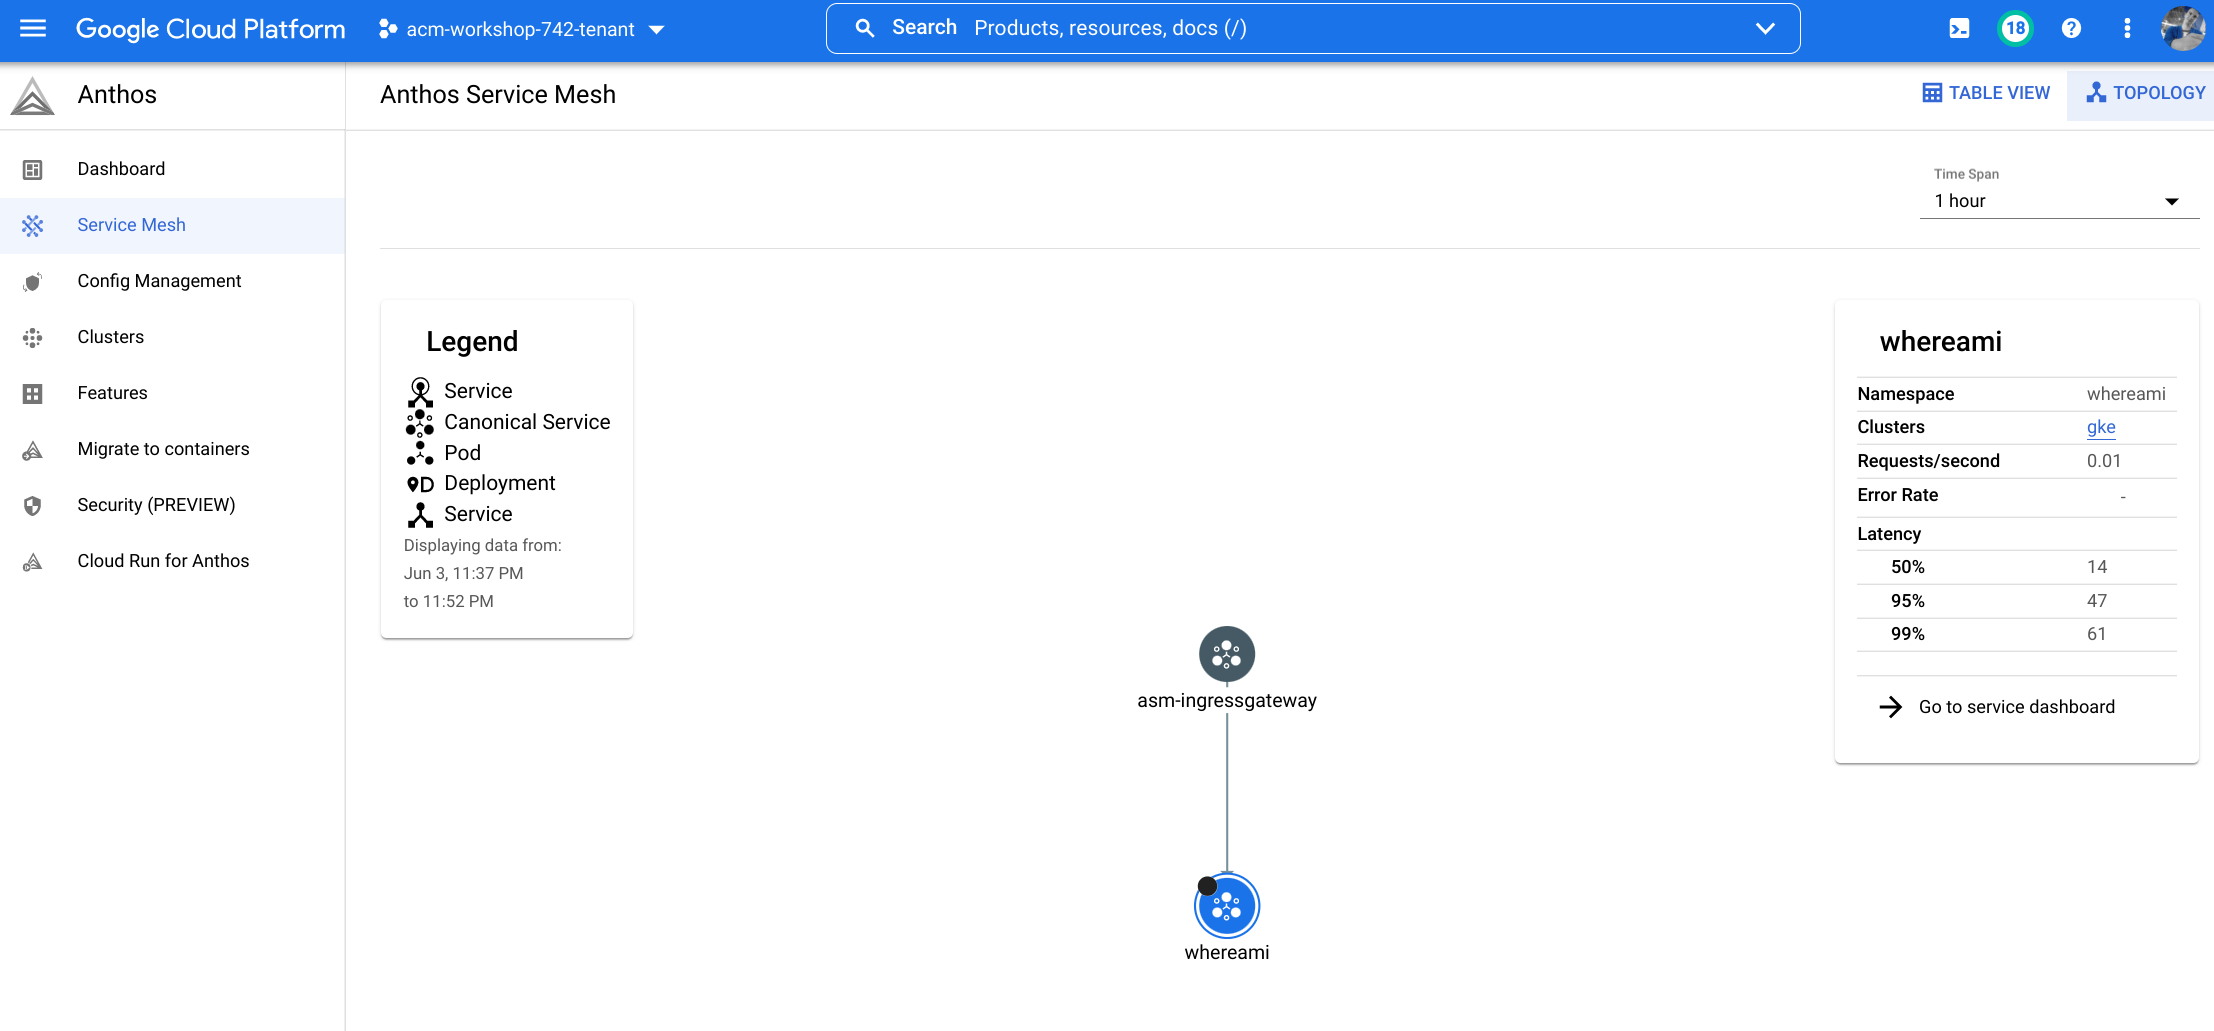 Google Cloud Platform
acm-workshop-742-tenant
Search Products, resources, docs (/)
18
Anthos
Anthos Service Mesh
TABLE VIEW
TOPOLOGY
Dashboard
Service Mesh
Config Management
Clusters
Features
Migrate to containers
Security (PREVIEW)
Cloud Run for Anthos
Time Span
1 hour
Legend
Service
Canonical Service
Pod
D Deployment
Service
Displaying data from:
Jun 3, 11:37 PM
to 11:52 PM
asm-ingressgateway
whereami
whereami
Namespace whereami
Clusters gke
Requests/second 0.01
Error Rate -
Latency
50% 14
95% 47
99% 61
Go to service dashboard